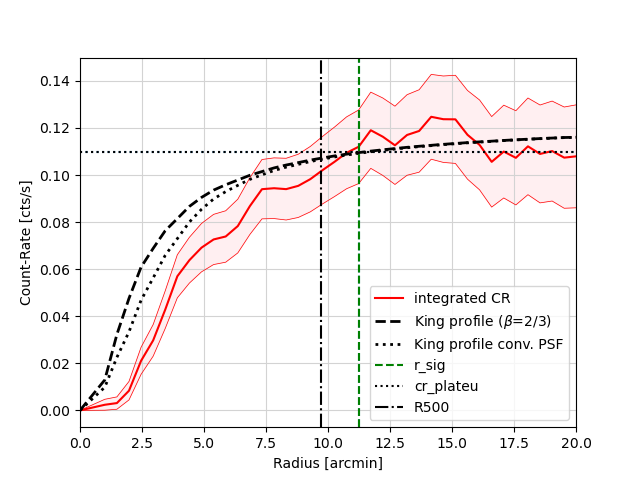 0.14
0.12
0.10
0.08
0.06
0.04
0.02
0.00
Count-Rate [cts/s]
integrated CR
King profile (β=2/3)
King profile conv. PSF
r_sig
cr_plateu
R500
0.0 2.5 5.0 7.5 10.0 12.5 15.0 17.5 20.0
Radius [arcmin]